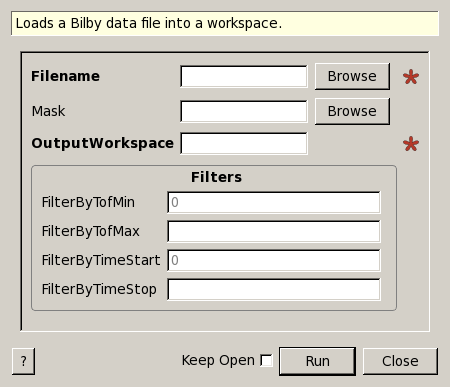 Loads a Bilby data file into a workspace.
Filename Browse *
Mask Browse
OutputWorkspace *
Filters
FilterByTofMin 0
FilterByTofMax
FilterByTimeStart 0
FilterByTimeStop
? Keep Open Run Close